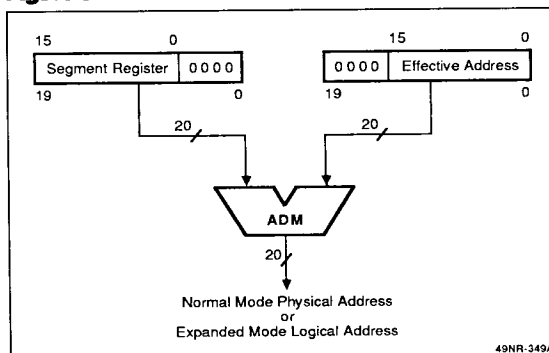 15 0
Segment Register 0000
19 0
15 0
0000 Effective Address
19 0
20
20
ADM
20
Normal Mode Physical Address
or
Expanded Mode Logical Address
49NR-349A